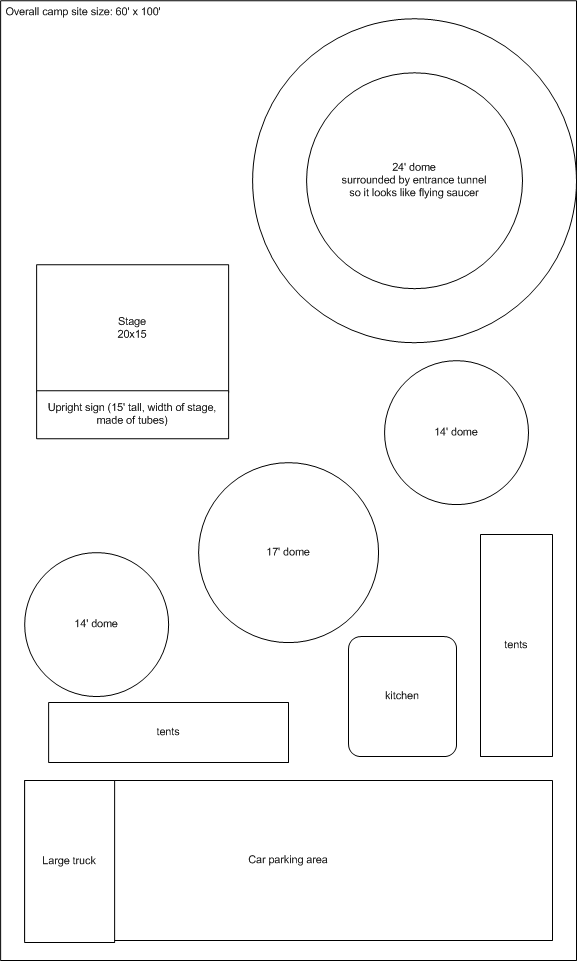 Overall camp site size: 60' x 100'
24' dome
surrounded by entrance tunnel
so it looks like flying saucer
Stage
20x15
Upright sign (15' tall, width of stage,
made of tubes)
14' dome
17' dome
14' dome
tents
kitchen
tents
Large truck
Car parking area